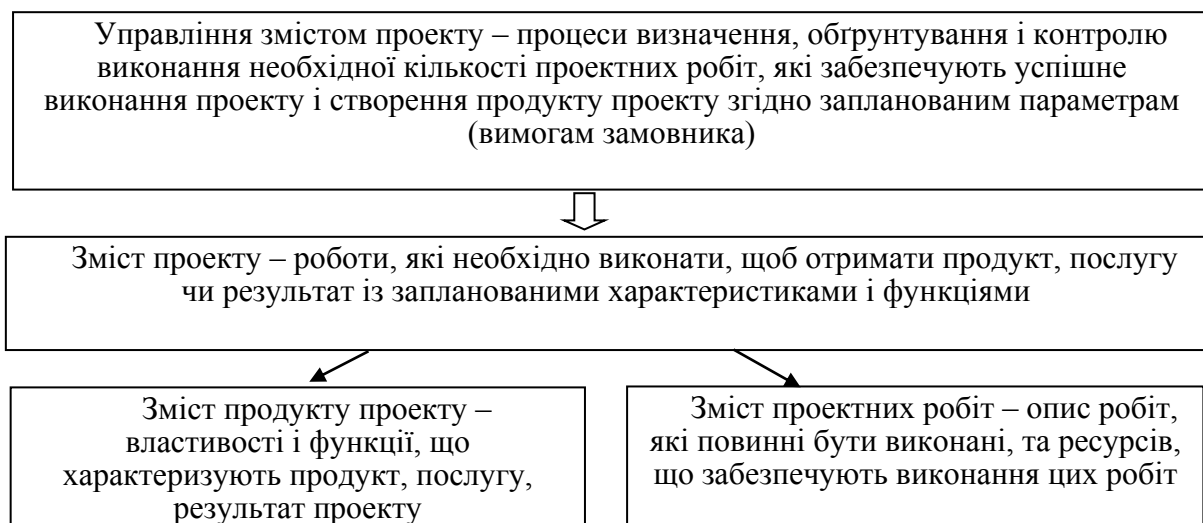 Управління змістом проекту – процеси визначення, обґрунтування і контролю
виконання необхідної кількості проектних робіт, які забезпечують успішне
виконання проекту і створення продукту проекту згідно запланованим параметрам
(вимогам замовника)
Зміст проекту – роботи, які необхідно виконати, щоб отримати продукт, послугу
чи результат із запланованими характеристиками і функціями
Зміст продукту проекту –
властивості і функції, що
характеризують продукт, послугу,
результат проекту
Зміст проектних робіт – опис робіт,
які повинні бути виконані, та ресурсів,
що забезпечують виконання цих робіт